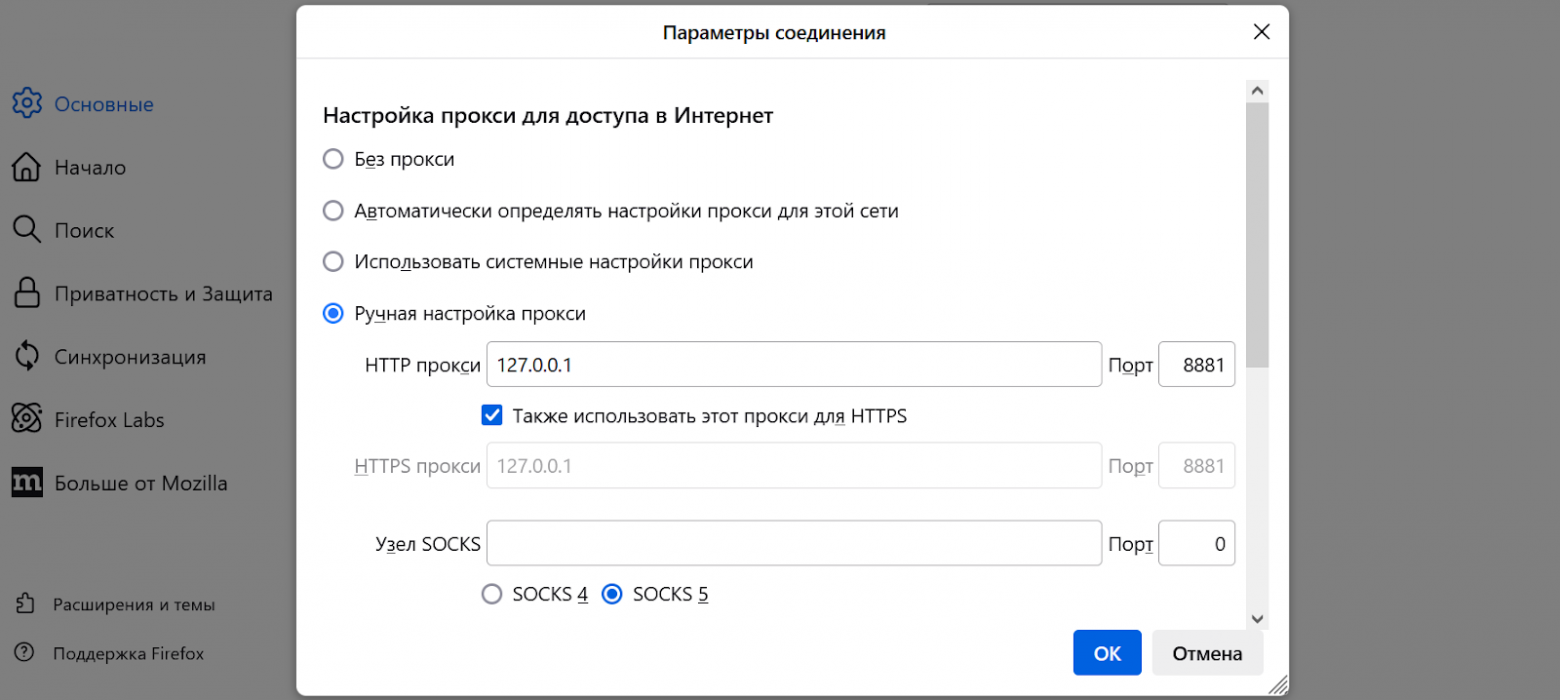 Параметры соединения
Основные
Начало
Поиск
Приватность и Защита
Синхронизация
Firefox Labs
m
Больше от Mozilla
Расширения и темы
Поддержка Firefox
Настройка прокси для доступа в Интернет
Без прокси
Автоматически определять настройки прокси для этой сети
Использовать системные настройки прокси
Ручная настройка прокси
HTTP прокси 127.0.0.1 Порт 8881
Также использовать этот прокси для HTTPS
HTTPS прокси 127.0.0.1 Порт 8881
Узел SOCKS Порт 0
SOCKS 4 SOCKS 5
ОК Отмена